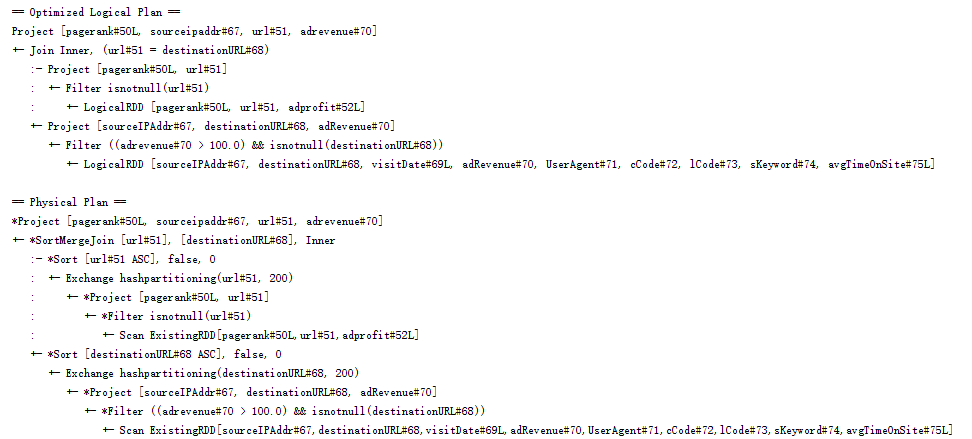 == Optimized Logical Plan ==
Project [pagerank#50L, sourceipaddr#67, url#51, adrevenue#70]
+- Join Inner, (url#51 = destinationURL#68)
   :- Project [pagerank#50L, url#51]
   :  +- Filter isnotnull(url#51)
   :     +- LogicalRDD [pagerank#50L, url#51, adprofit#52L]
   +- Project [sourceIPAddr#67, destinationURL#68, adRevenue#70]
      +- Filter ((adrevenue#70 > 100.0) && isnotnull(destinationURL#68))
         +- LogicalRDD [sourceIPAddr#67, destinationURL#68, visitDate#69L, adRevenue#70, UserAgent#71, cCode#72, lCode#73, sKeyword#74, avgTimeOnSite#75L]

== Physical Plan ==
*Project [pagerank#50L, sourceipaddr#67, url#51, adrevenue#70]
+- *SortMergeJoin [url#51], [destinationURL#68], Inner
   :- *Sort [url#51 ASC], false, 0
   :  +- Exchange hashpartitioning(url#51, 200)
   :     +- *Project [pagerank#50L, url#51]
   :        +- *Filter isnotnull(url#51)
   :           +- Scan ExistingRDD[pagerank#50L,url#51,adprofit#52L]
   +- *Sort [destinationURL#68 ASC], false, 0
      +- Exchange hashpartitioning(destinationURL#68, 200)
         +- *Project [sourceIPAddr#67, destinationURL#68, adRevenue#70]
            +- *Filter ((adrevenue#70 > 100.0) && isnotnull(destinationURL#68))
               +- Scan ExistingRDD[sourceIPAddr#67,destinationURL#68,visitDate#69L,adRevenue#70,UserAgent#71,cCode#72,lCode#73,sKeyword#74,avgTimeOnSite#75L]